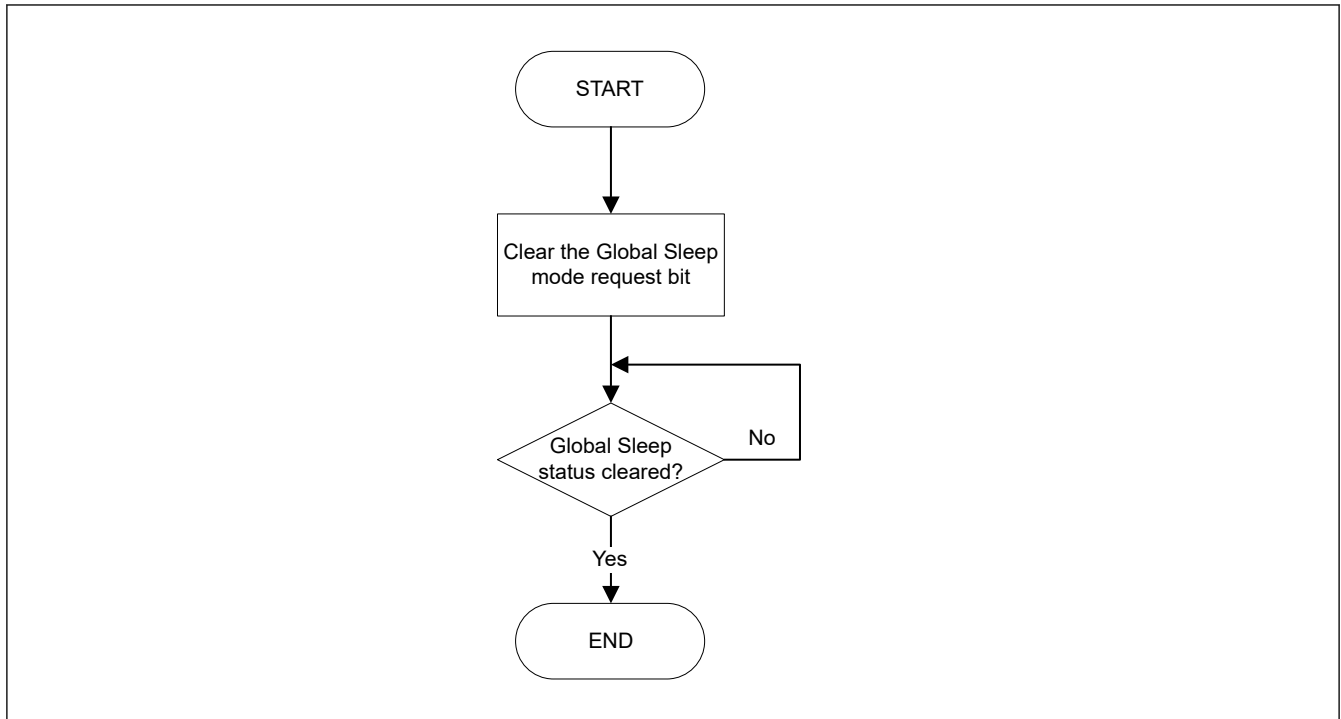 START
Clear the Global Sleep
mode request bit
Global Sleep
status cleared?
No
Yes
END